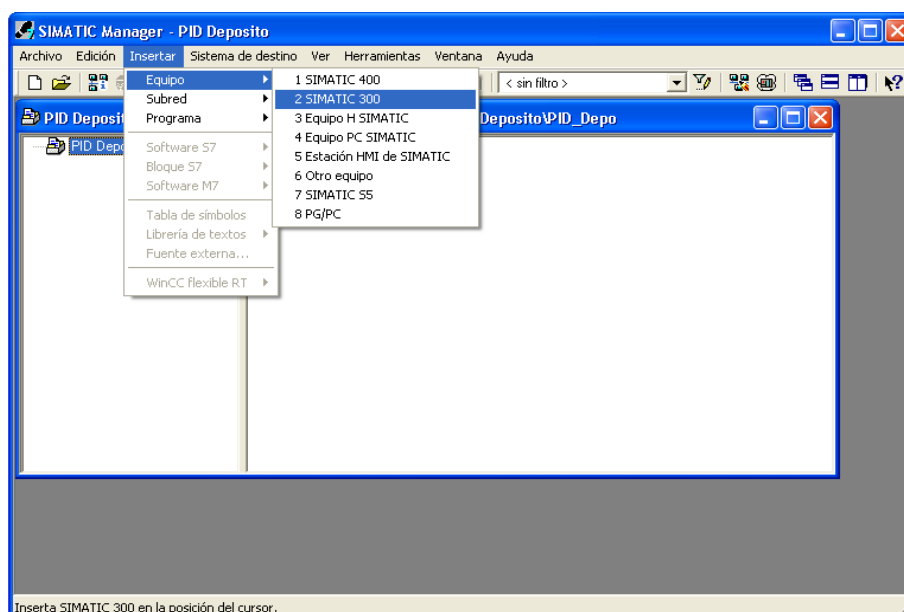 SIMATIC Manager - PID Deposito
Archivo Edición Insertar Sistema de destino Ver Herramientas Ventana Ayuda
< sin filtro >
Equipo
Subred
Programa
Software S7
Bloque S7
Software M7
Tabla de símbolos
Librería de textos
Fuente externa...
WinCC flexible RT
1 SIMATIC 400
2 SIMATIC 300
3 Equipo H SIMATIC
4 Equipo PC SIMATIC
5 Estación HMI de SIMATIC
6 Otro equipo
7 SIMATIC S5
8 PG/PC
PID Deposit
Deposito\PID_Depo
PID Depo
Inserta SIMATIC 300 en la posición del cursor.